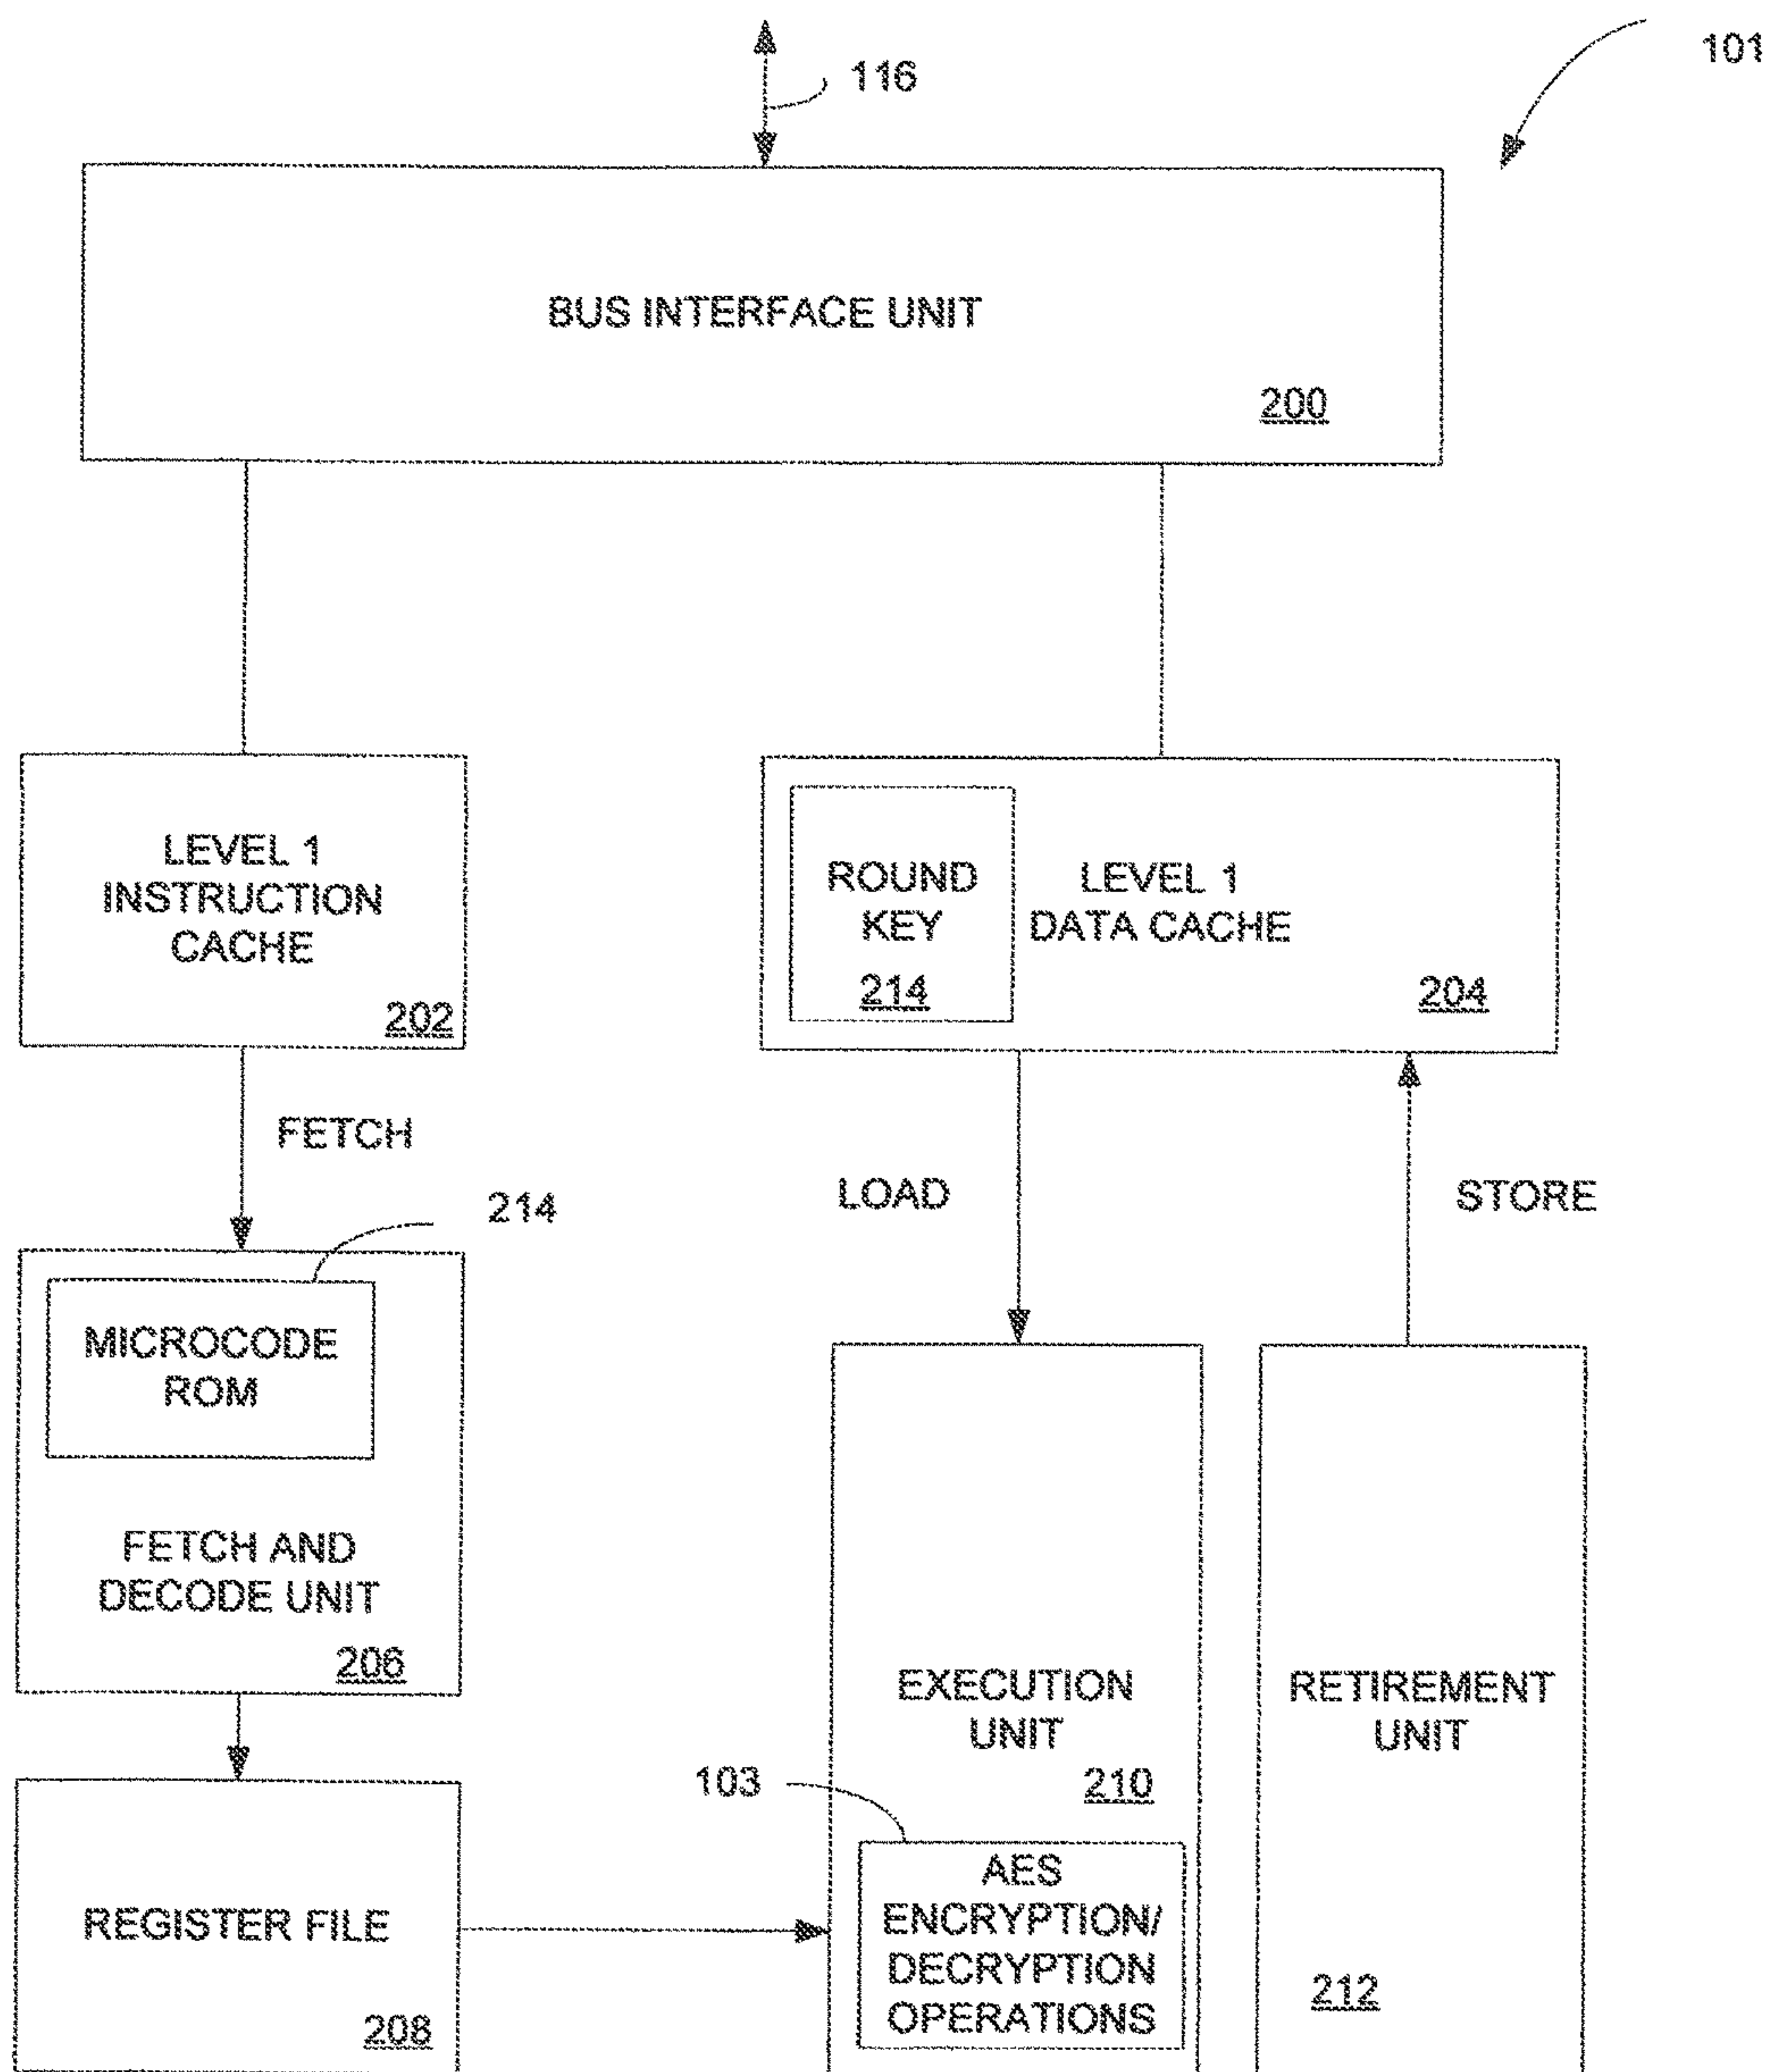 101
116
BUS INTERFACE UNIT
200
LEVEL 1
INSTRUCTION
CACHE
202
ROUND
KEY
214
LEVEL 1
DATA CACHE
204
FETCH
LOAD
STORE
214
MICROCODE
ROM
FETCH AND
DECODE UNIT
206
EXECUTION
UNIT
210
RETIREMENT
UNIT
212
103
AES
ENCRYPTION/
DECRYPTION
OPERATIONS
REGISTER FILE
208